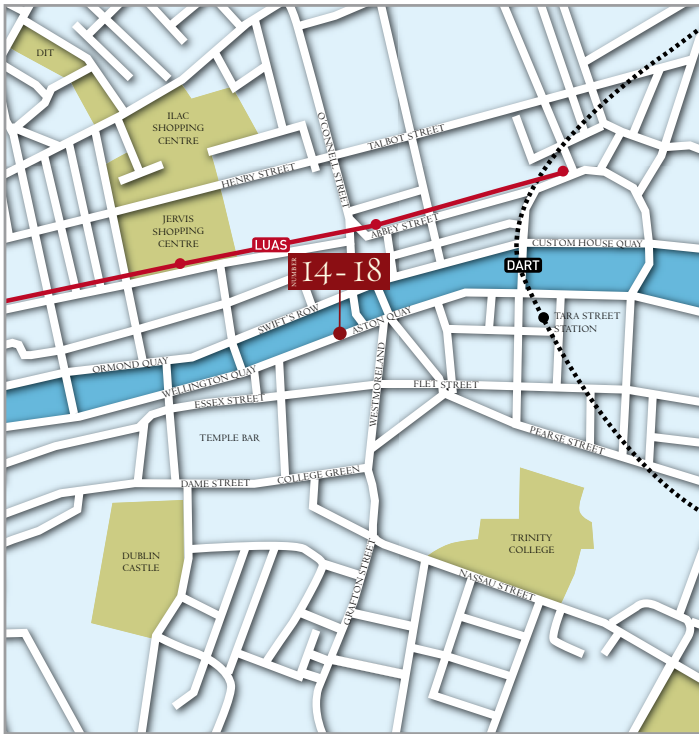 DIT
ILAC
SHOPPING
CENTRE
O'CONNELL STREET
TALBOT STREET
HENRY STREET
JERVIS
SHOPPING
CENTRE
ABBEY STREET
LUAS
CUSTOM HOUSE QUAY
DART
NUMBER
14-18
SWIFT'S ROW
ASTON QUAY
TARA STREET
STATION
ORMOND QUAY
WELLINGTON QUAY
WESTMORELAND
FLET STREET
ESSEX STREET
TEMPLE BAR
PEARSE STREET
COLLEGE GREEN
DAME STREET
DUBLIN
CASTLE
TRINITY
COLLEGE
GRAFTON STREET
NASSAU STREET